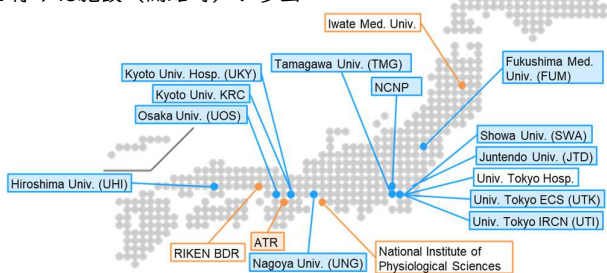 Iwate Med. Univ.
Kyoto Univ. Hosp. (UKY)
Tamagawa Univ. (TMG)
Fukushima Med.
Univ. (FUM)
Kyoto Univ. KRC
NCNP
Osaka Univ. (UOS)
Showa Univ. (SWA)
Juntendo Univ. (JTD)
Hiroshima Univ. (UHI)
Univ. Tokyo Hosp.
Univ. Tokyo ECS (UTK)
Univ. Tokyo IRCN (UTI)
RIKEN BDR
ATR
Nagoya Univ. (UNG)
National Institute of
Physiological Sciences